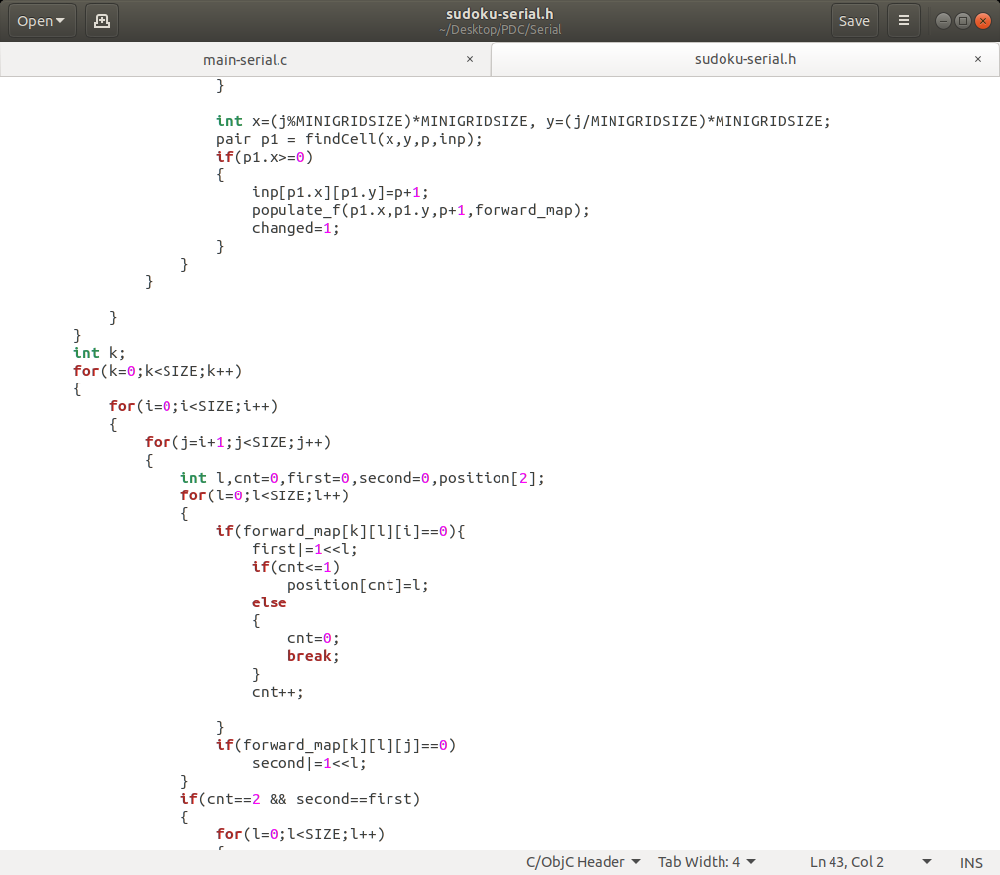 Open
sudoku-serial.h
~/Desktop/PDC/Serial
Save
main-serial.c ×
sudoku-serial.h ×
}
int x=(j%MINIGRIDSIZE)*MINIGRIDSIZE, y=(j/MINIGRIDSIZE)*MINIGRIDSIZE;
pair p1 = findCell(x,y,p,inp);
if(p1.x>=0)
{
inp[p1.x][p1.y]=p+1;
populate_f(p1.x,p1.y,p+1,forward_map);
changed=1;
}
}
}
}
}
int k;
for(k=0;k<SIZE;k++)
{
for(i=0;i<SIZE;i++)
{
for(j=i+1;j<SIZE;j++)
{
int l,cnt=0,first=0,second=0,position[2];
for(l=0;l<SIZE;l++)
{
if(forward_map[k][l][i]==0){
first|=1<<l;
if(cnt<=1)
position[cnt]=l;
else
{
cnt=0;
break;
}
cnt++;
}
if(forward_map[k][l][j]==0)
second|=1<<l;
}
if(cnt==2 && second==first)
{
for(l=0;l<SIZE;l++)
{
C/ObjC Header Tab Width: 4 Ln 43, Col 2 INS